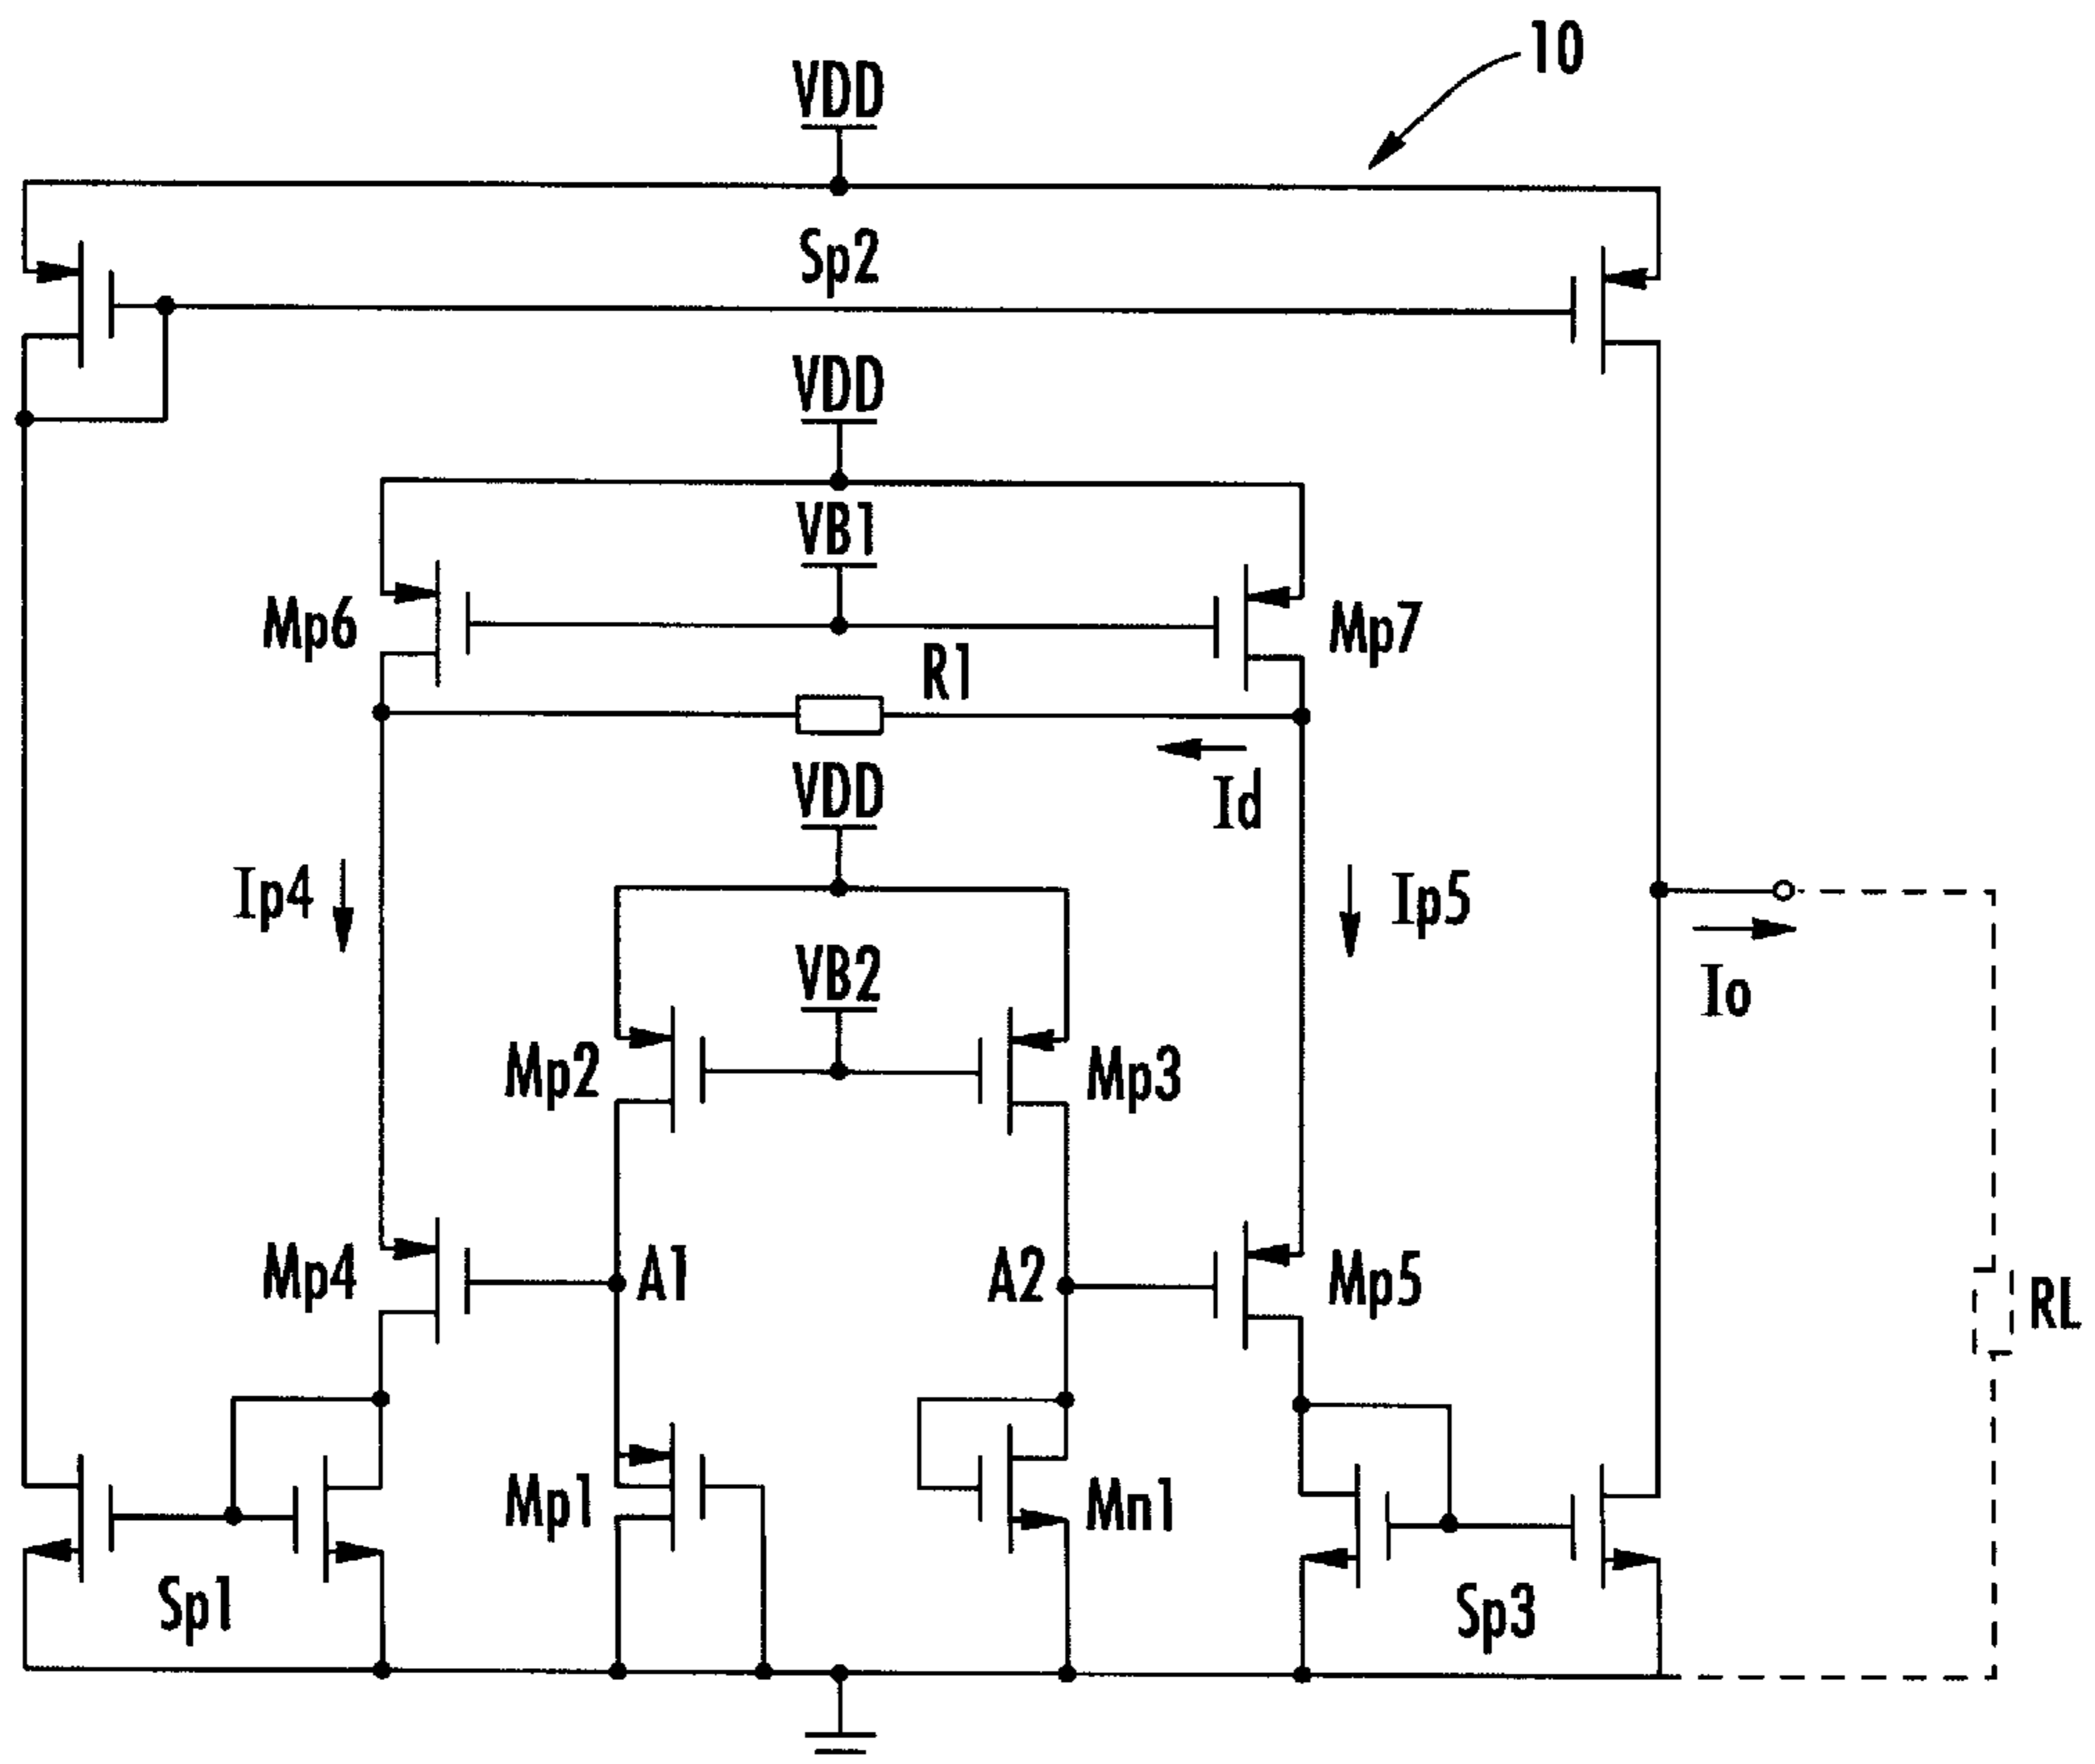 10
VDD
Sp2
VDD
VB1
Mp6
Mp7
R1
Id
VDD
Ip4
Ip5
VB2
Io
Mp2
Mp3
Mp4
A1
A2
Mp5
RL
Mp1
Mn1
Sp1
Sp3